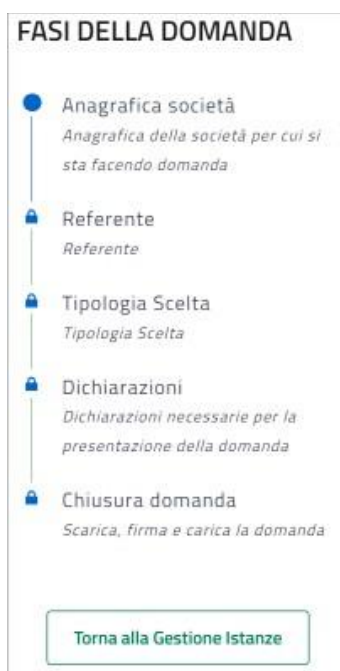 FASI DELLA DOMANDA
Anagrafica società
Anagrafica della società per cui si
sta facendo domanda
Referente
Referente
Tipologia Scelta
Tipologia Scelta
Dichiarazioni
Dichiarazioni necessarie per la
presentazione della domanda
Chiusura domanda
Scarica, firma e carica la domanda
Torna alla Gestione Istanze